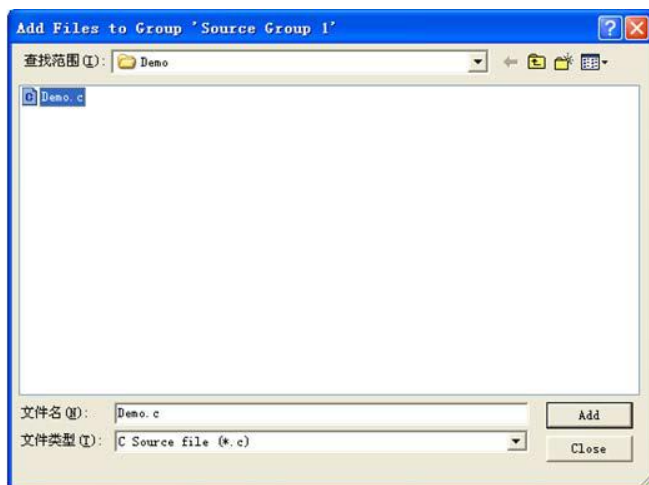 Add Files to Group 'Source Group 1'
查找范围(I): Demo
Demo.c
文件名(N): Demo.c
Add
文件类型(T): C Source file (*.c)
Close